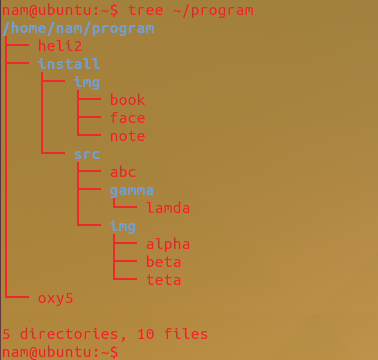 nam@ubuntu:~$ tree ~/program
/home/nam/program
├── heli2
├── install
│   ├── img
│   │   ├── book
│   │   ├── face
│   │   └── note
│   └── src
│       ├── abc
│       ├── gamma
│       │   └── lamda
│       └── img
│           ├── alpha
│           ├── beta
│           └── teta
└── oxy5
5 directories, 10 files
nam@ubuntu:~$